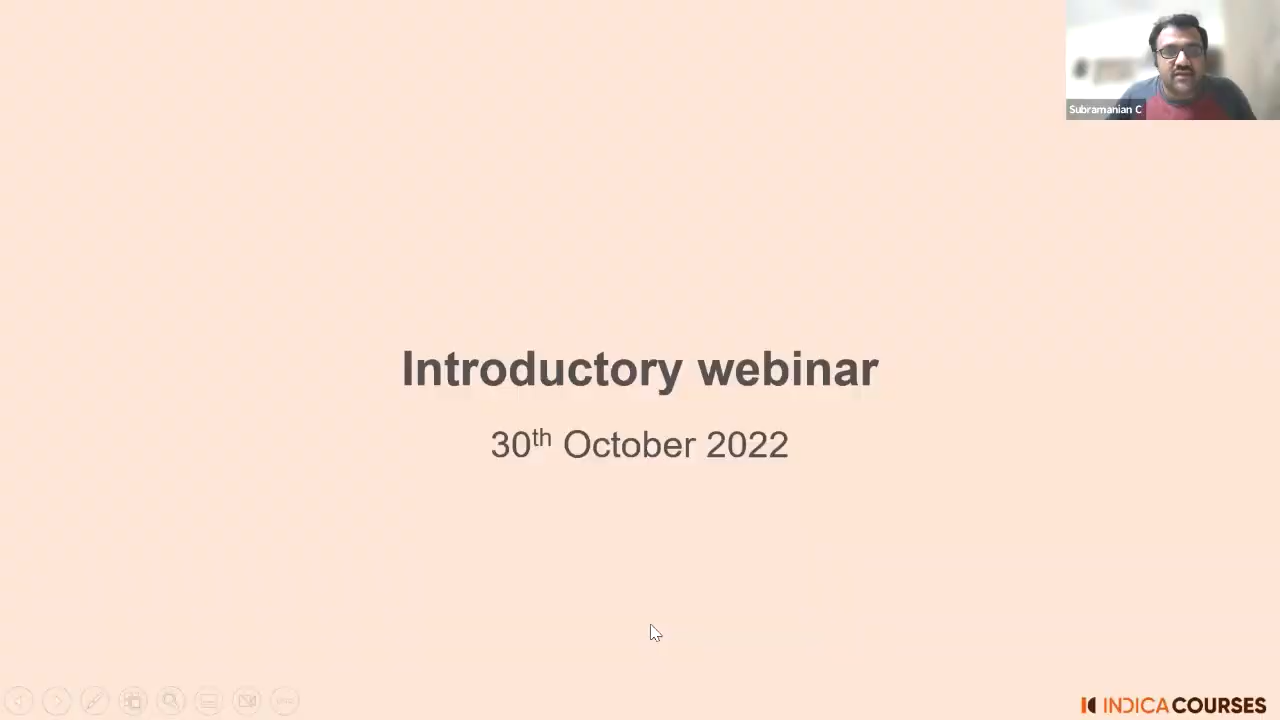 Subramanian C
Introductory webinar
30th October 2022
INDICA COURSES